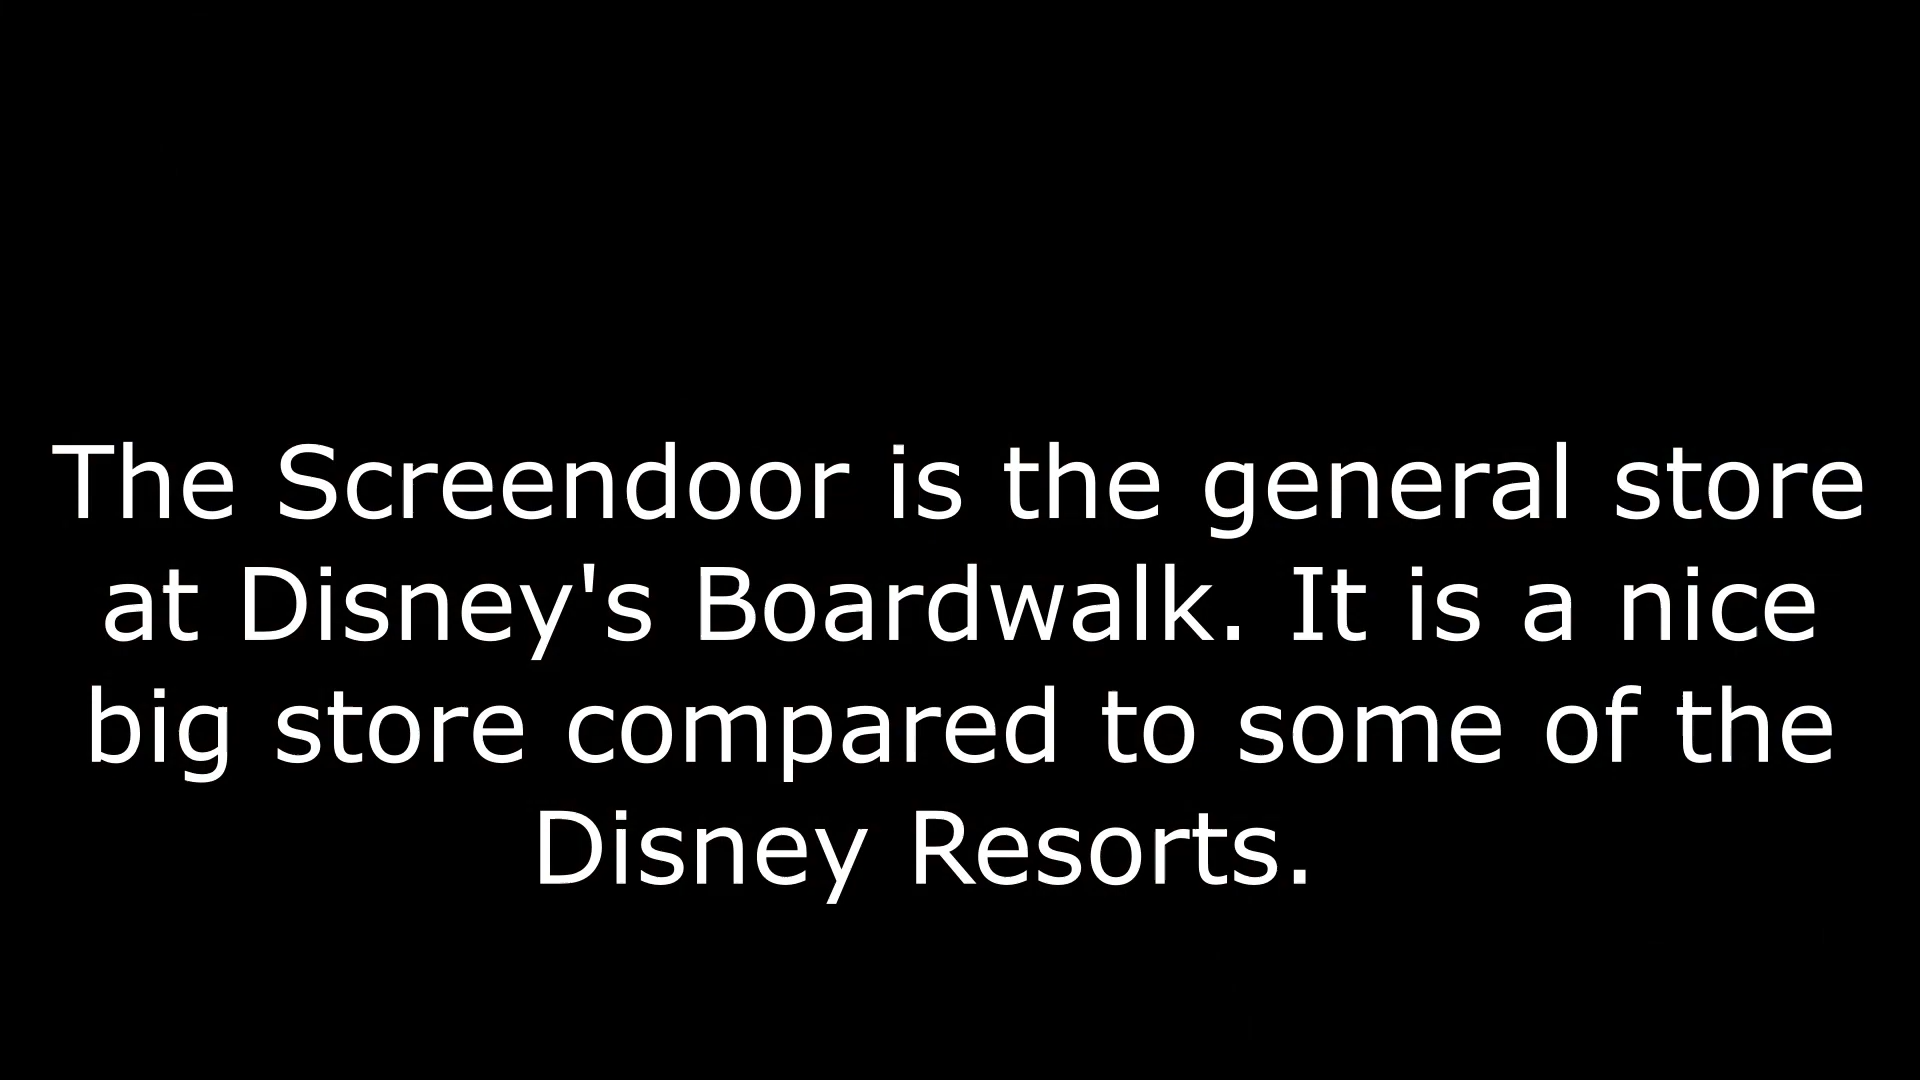 The Screendoor is the general store
at Disney's Boardwalk. It is a nice
big store compared to some of the
Disney Resorts.